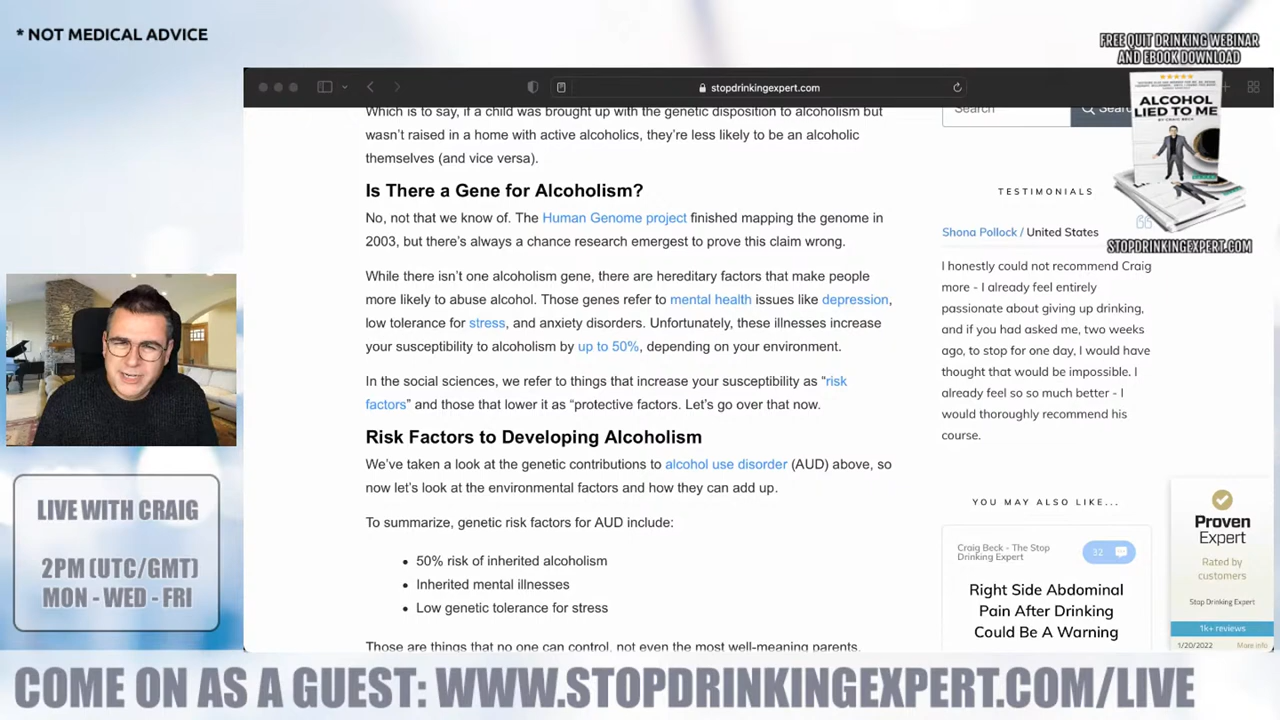 * NOT MEDICAL ADVICE
FREE QUIT DRINKING WEBINAR
AND EBOOK DOWNLOAD
stopdrinkingexpert.com
Which is to say, if a child was brought up with the genetic disposition to alcoholism but
wasn't raised in a home with active alcoholics, they're less likely to be an alcoholic
themselves (and vice versa).
Is There a Gene for Alcoholism?
No, not that we know of. The Human Genome project finished mapping the genome in
2003, but there's always a chance research emergest to prove this claim wrong.
While there isn't one alcoholism gene, there are hereditary factors that make people
more likely to abuse alcohol. Those genes refer to mental health issues like depression,
low tolerance for stress, and anxiety disorders. Unfortunately, these illnesses increase
your susceptibility to alcoholism by up to 50%, depending on your environment.
In the social sciences, we refer to things that increase your susceptibility as “risk
factors” and those that lower it as “protective factors. Let's go over that now.
Risk Factors to Developing Alcoholism
We've taken a look at the genetic contributions to alcohol use disorder (AUD) above, so
now let's look at the environmental factors and how they can add up.
To summarize, genetic risk factors for AUD include:
• 50% risk of inherited alcoholism
• Inherited mental illnesses
• Low genetic tolerance for stress
Those are things that no one can control, not even the most well-meaning parents.
Search
ALCOHOL
LIED TO ME
BY CRAIG BECK
STOPDRINKINGEXPERT.COM
TESTIMONIALS
Shona Pollock / United States
I honestly could not recommend Craig
more - I already feel entirely
passionate about giving up drinking,
and if you had asked me, two weeks
ago, to stop for one day, I would have
thought that would be impossible. I
already feel so so much better - I
would thoroughly recommend his
course.
YOU MAY ALSO LIKE...
Craig Beck - The Stop
Drinking Expert
32
Right Side Abdominal
Pain After Drinking
Could Be A Warning
Proven
Expert
Rated by
customers
Stop Drinking Expert
1k+ reviews
1/20/2022 More info
LIVE WITH CRAIG
2PM (UTC/GMT)
MON - WED - FRI
COME ON AS A GUEST: WWW.STOPDRINKINGEXPERT.COM/LIVE